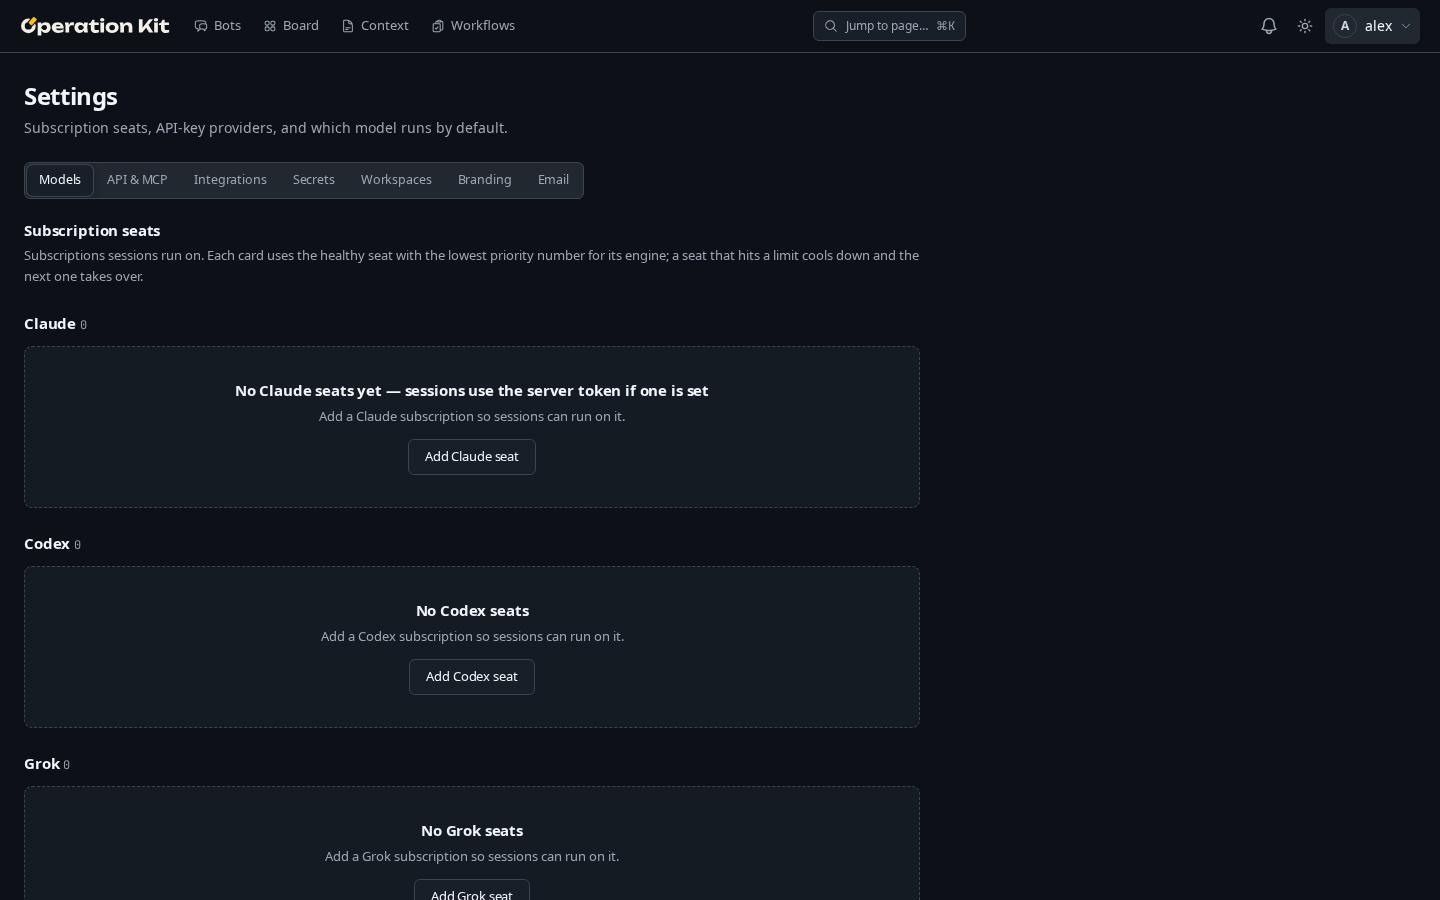 Operation Kit
Bots
Board
Context
Workflows
Jump to page... ⌘K
A
alex
Settings
Subscription seats, API-key providers, and which model runs by default.
Models
API & MCP
Integrations
Secrets
Workspaces
Branding
Email
Subscription seats
Subscriptions sessions run on. Each card uses the healthy seat with the lowest priority number for its engine; a seat that hits a limit cools down and the
next one takes over.
Claude 0
No Claude seats yet — sessions use the server token if one is set
Add a Claude subscription so sessions can run on it.
Add Claude seat
Codex 0
No Codex seats
Add a Codex subscription so sessions can run on it.
Add Codex seat
Grok 0
No Grok seats
Add a Grok subscription so sessions can run on it.
Add Grok seat